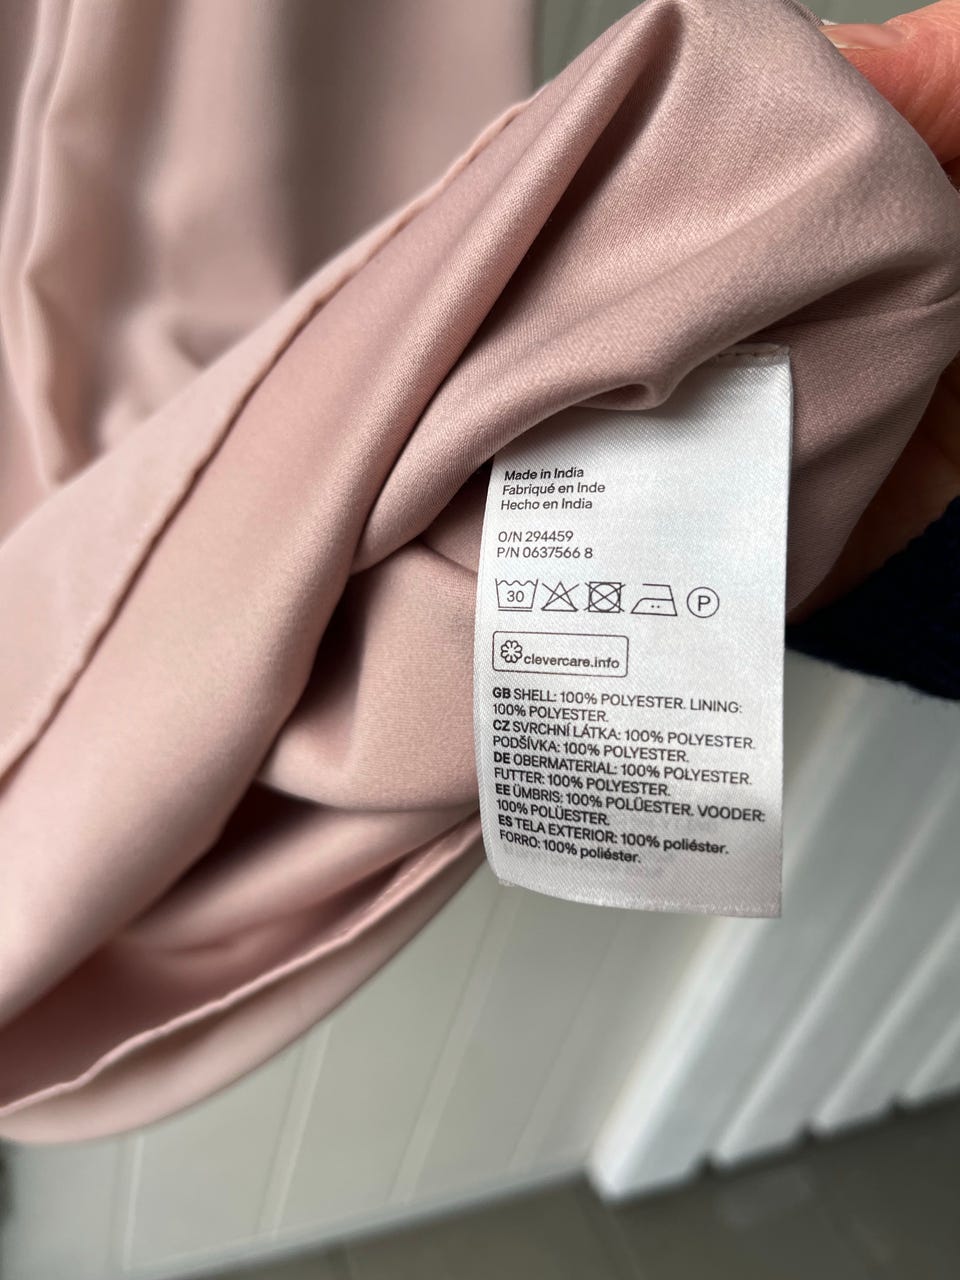 Made in India
Fabriqué en Inde
Hecho en India
O/N 294459
P/N 0637566 8
30 P
clevercare.info
GB SHELL: 100% POLYESTER. LINING:
100% POLYESTER.
CZ SVRCHNÍ LÁTKA: 100% POLYESTER.
PODŠÍVKA: 100% POLYESTER.
DE OBERMATERIAL: 100% POLYESTER.
FUTTER: 100% POLYESTER.
EE ÜMBRIS: 100% POLÜESTER. VOODER:
100% POLÜESTER.
ES TELA EXTERIOR: 100% poliéster.
FORRO: 100% poliéster.